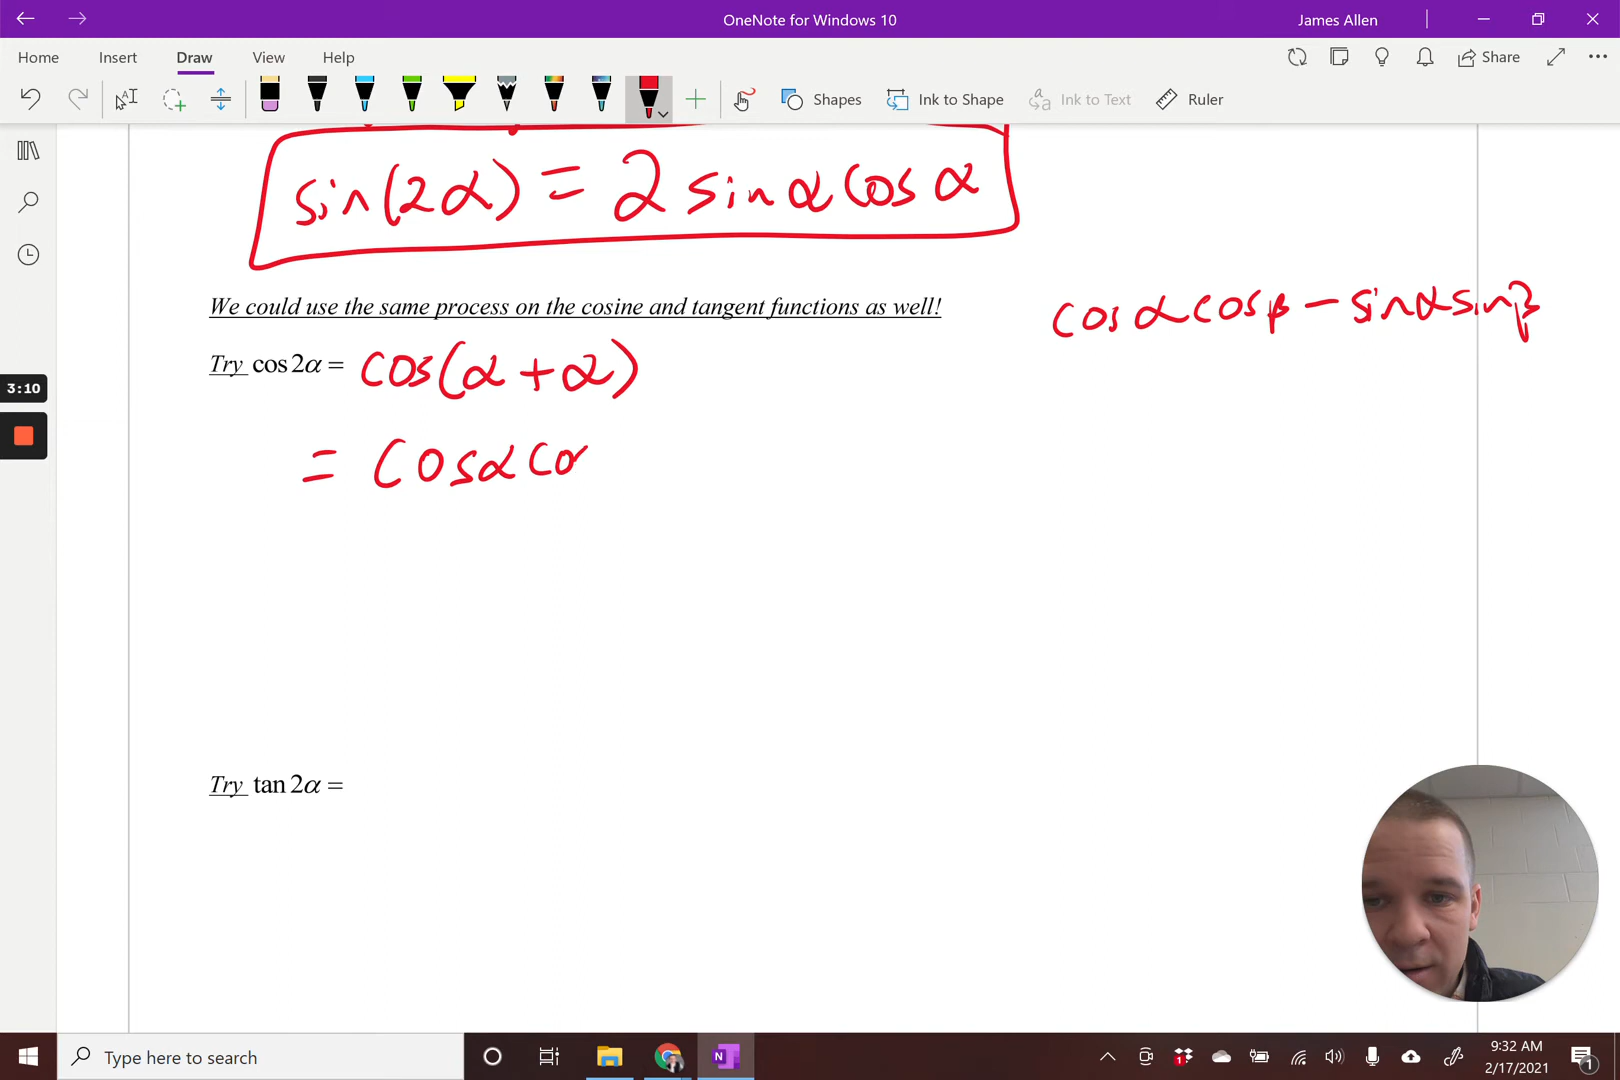 OneNote for Windows 10
James Allen
Home Insert Draw View Help
Share
Shapes
Ink to Shape
Ink to Text
Ruler
sin(2α) = 2 sin α cos α
We could use the same process on the cosine and tangent functions as well!
cos α cos β − sin α sin β
Try cos 2α = cos(α + α)
3:10
= cos α co
Try tan 2α =
Type here to search
N
1
9:32 AM
2/17/2021
1